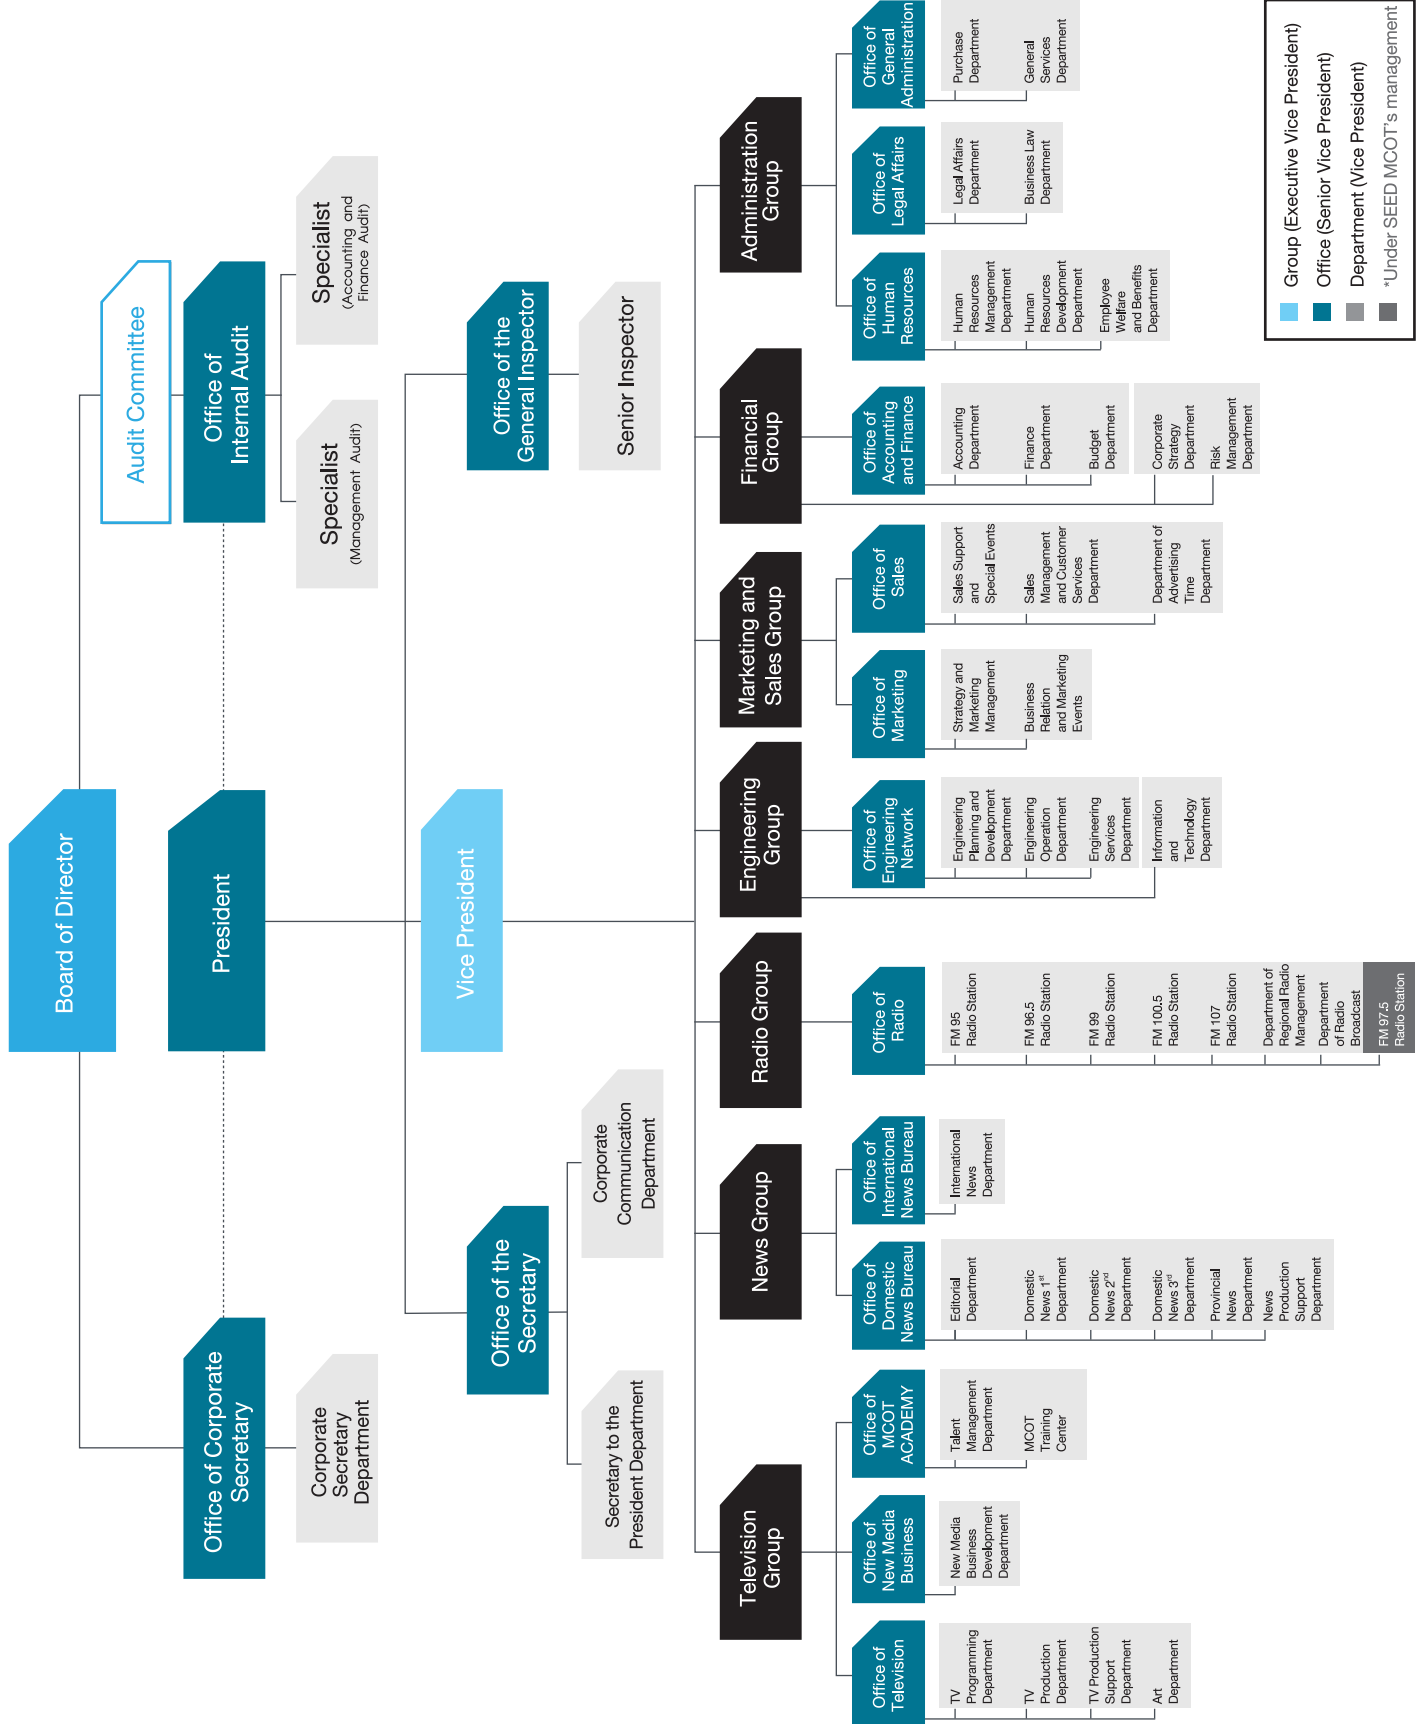 Board of Director
Audit Committee
President
Office of Corporate
Secretary
Office of
Internal Audit
Corporate
Secretary
Department
Specialist
(Management Audit)
Specialist
(Accounting and
Finance Audit)
Vice President
Office of the
Secretary
Office of the
General Inspector
Secretary to the
President Department
Corporate
Communication
Department
Senior Inspector
Television
Group
News Group
Radio Group
Engineering
Group
Marketing and
Sales Group
Financial
Group
Administration
Group
Office of
Television
TV
Programming
Department
TV
Production
Department
TV Production
Support
Department
Art
Department
Office of
New Media
Business
New Media
Business
Development
Department
Office of
MCOT
ACADEMY
Talent
Management
Department
MCOT
Training
Center
Office of
Domestic
News Bureau
Editorial
Department
Domestic
News 1st
Department
Domestic
News 2nd
Department
Domestic
News 3rd
Department
Provincial
News
Department
News
Production
Support
Department
Office of
International
News Bureau
International
News
Department
Office of
Radio
FM 95
Radio Station
FM 96.5
Radio Station
FM 99
Radio Station
FM 100.5
Radio Station
FM 107
Radio Station
Department of
Regional Radio
Management
Department
of Radio
Broadcast
FM 97.5
Radio Station
Office of
Engineering
Network
Engineering
Planning and
Development
Department
Engineering
Operation
Department
Engineering
Services
Department
Information
and
Technology
Department
Office of
Marketing
Strategy and
Marketing
Management
Business
Relation
and Marketing
Events
Office of
Sales
Sales Support
and
Special Events
Sales
Management
and Customer
Services
Department
Department of
Advertising
Time
Department
Office of
Accounting
and Finance
Accounting
Department
Finance
Department
Budget
Department
Corporate
Strategy
Department
Risk
Management
Department
Office of
Human
Resources
Human
Resources
Management
Department
Human
Resources
Development
Department
Employee
Welfare
and Benefits
Department
Office of
Legal Affairs
Legal Affairs
Department
Business Law
Department
Office of
General
Administration
Purchase
Department
General
Services
Department
Group (Executive Vice President)
Office (Senior Vice President)
Department (Vice President)
*Under SEED MCOT's management